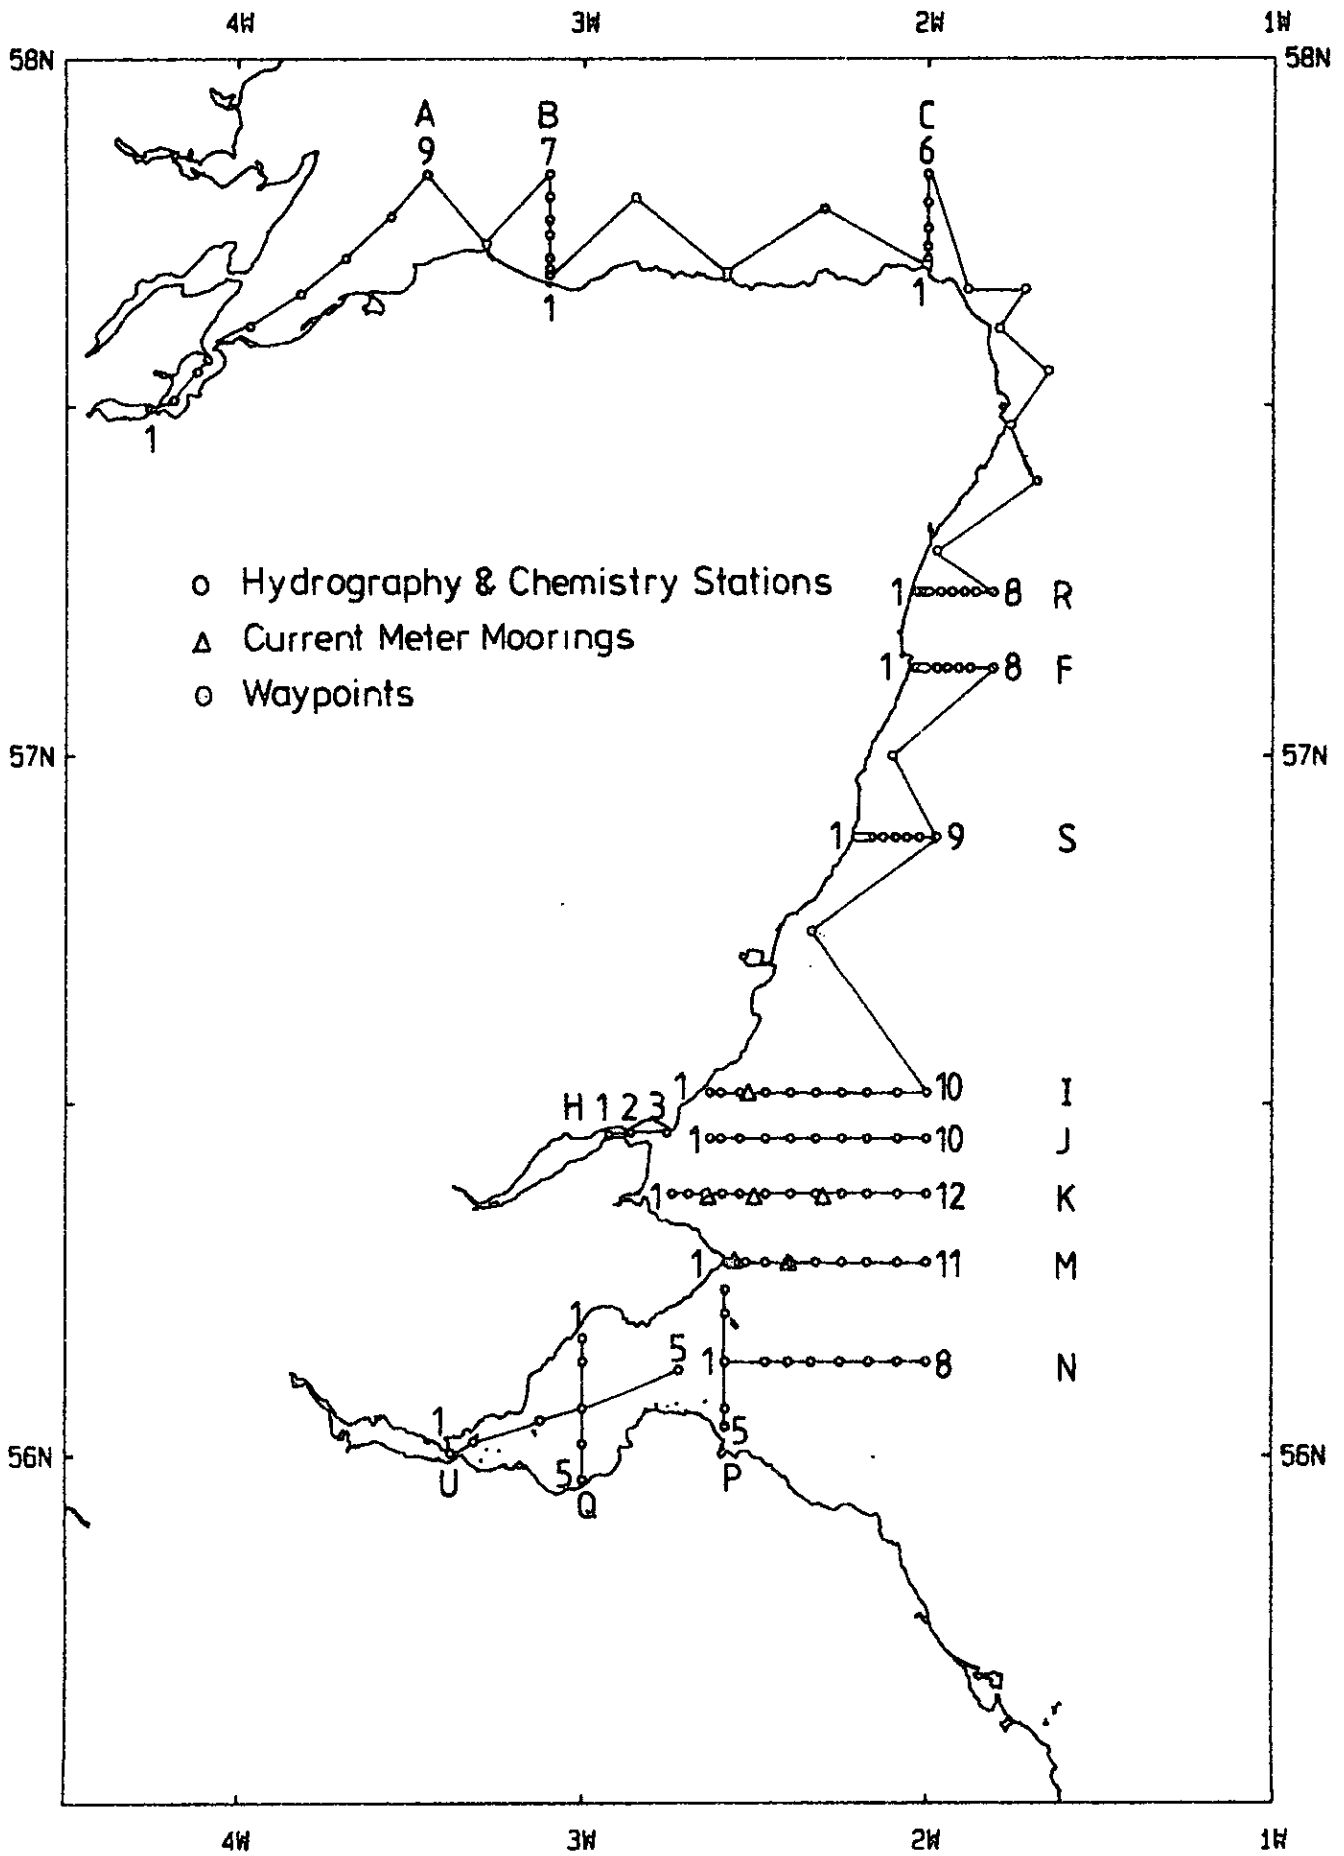 4W 3W 2W 1W
58N 58N
A B C
9 7 6
1 1
1
o Hydrography & Chemistry Stations
△ Current Meter Moorings
o Waypoints
1 8 R
1 8 F
57N 57N
1 9 S
1 10 I
H 1 2 3
1 10 J
1 12 K
1 11 M
1
5 1 8 N
1 5
56N 56N
U 5 P
Q
4W 3W 2W 1W